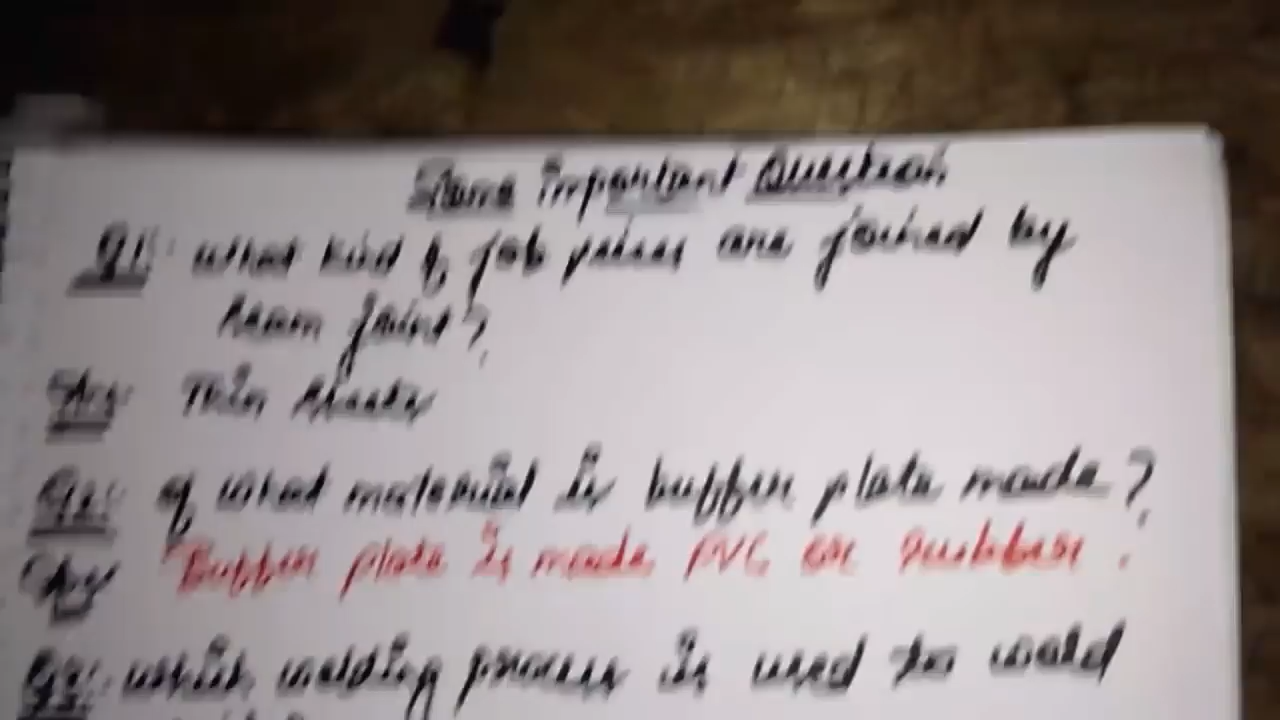 Some important Question
Q1: what kind of job pieces are joined by
seam joint?
Ans: Thin sheets
Q2: of what material is buffer plate made?
Ans: Buffer plate is made PVC or rubber.
Q3: which welding process is used to weld